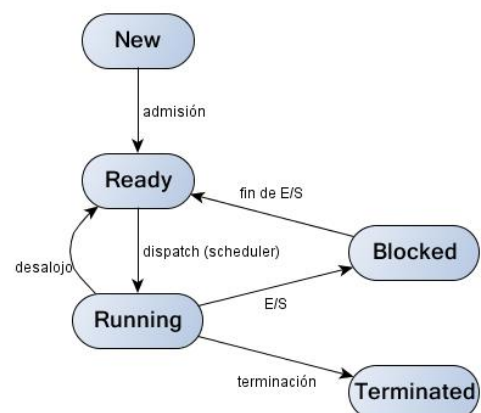 New
admisión
Ready
fin de E/S
dispatch (scheduler)
Blocked
desalojo
E/S
Running
terminación
Terminated